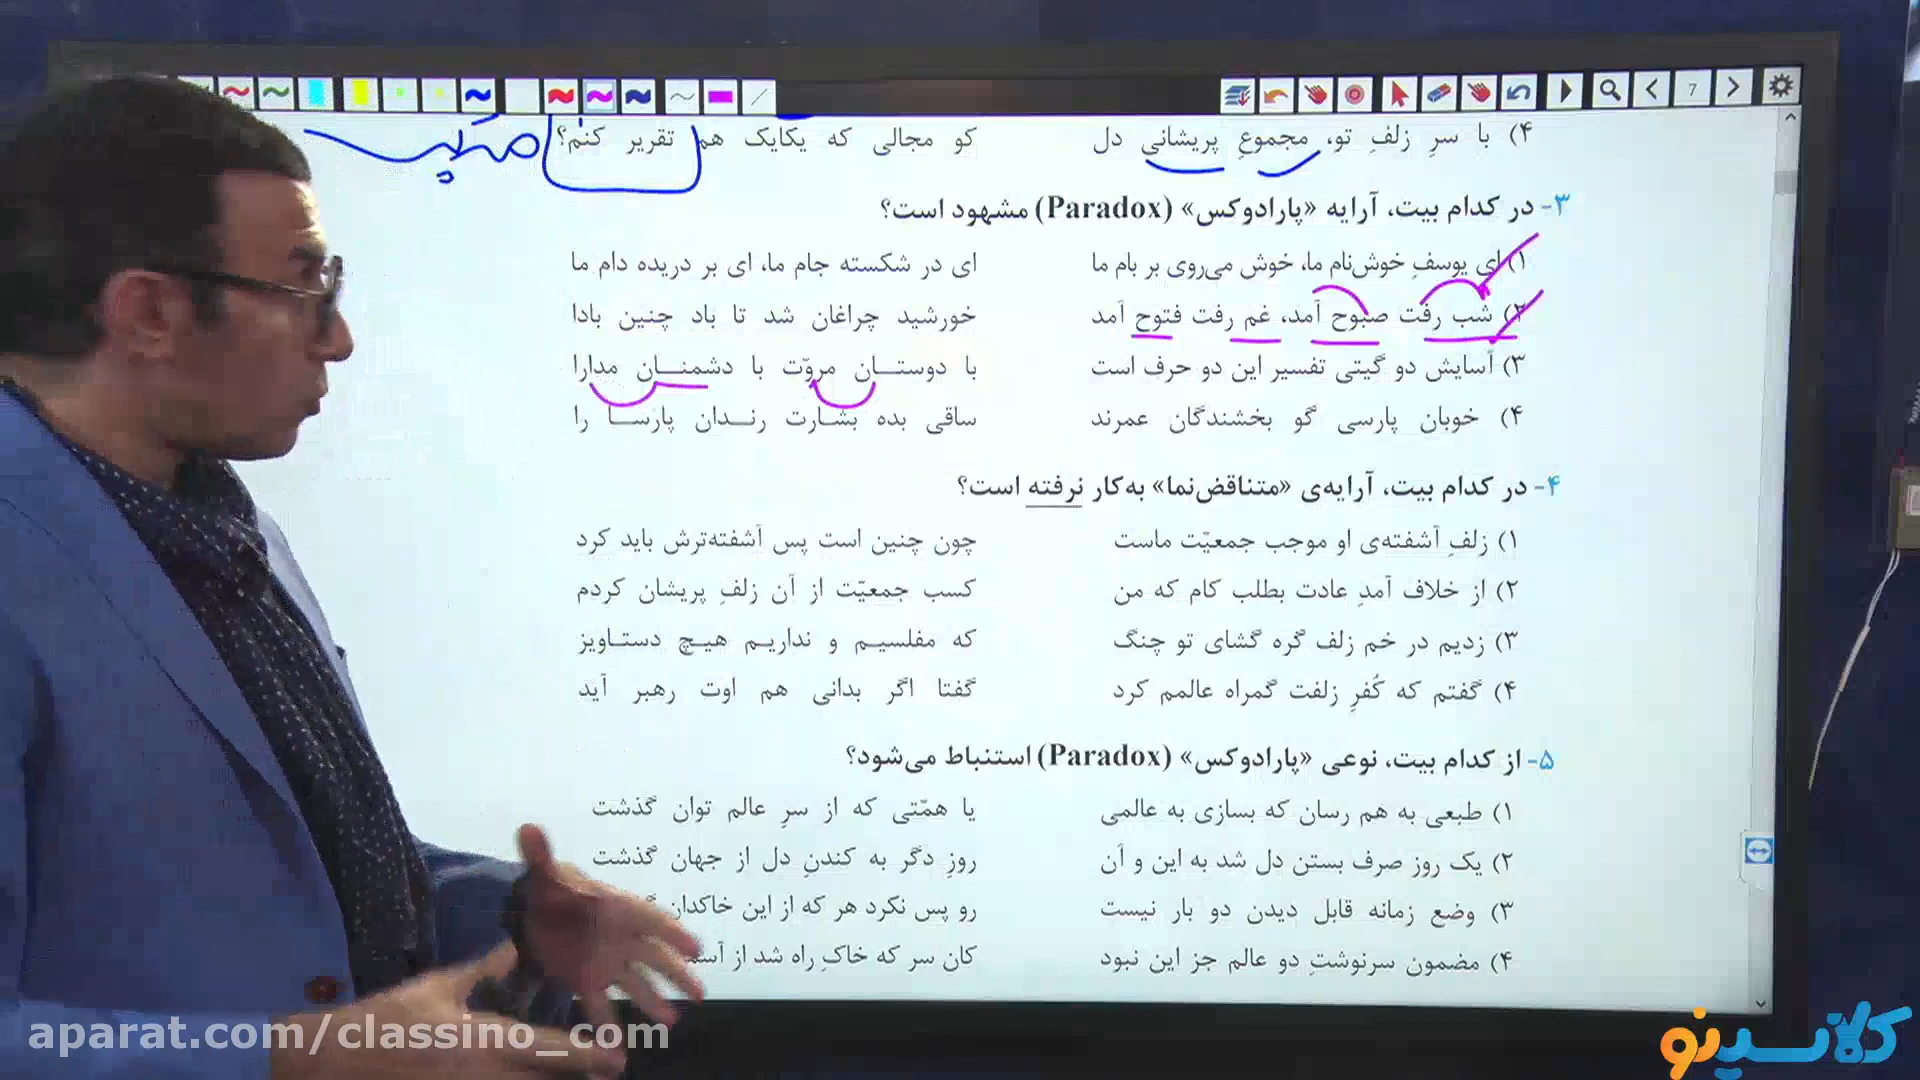 7
۴) با سرِ زلفِ تو، مجموعِ پریشانی دل کو مجالی که یکایک هم تقریر کنم؟
۳- در کدام بیت، آرایه «پارادوکس» (Paradox) مشهود است؟
۱) ای یوسفِ خوش‌نام ما، خوش می‌روی بر بام ما ای در شکسته جام ما، ای بر دریده دام ما
۲) شب رفت صبوح آمد، غم رفت فتوح آمد خورشید چراغان شد تا باد چنین بادا
۳) آسایش دو گیتی تفسیر این دو حرف است با دوستان مروّت با دشمنان مدارا
۴) خوبان پارسی گو بخشندگان عمرند ساقی بده بشارت رندان پارسا را
۴- در کدام بیت، آرایه‌ی «متناقض‌نما» به‌کار نرفته است؟
۱) زلفِ آشفته‌ی او موجب جمعیّت ماست چون چنین است پس آشفته‌ترش باید کرد
۲) از خلاف آمدِ عادت بطلب کام که من کسب جمعیّت از آن زلفِ پریشان کردم
۳) زدیم در خم زلف گره گشای تو چنگ که مفلسیم و نداریم هیچ دستاویز
۴) گفتم که کُفرِ زلفت گمراه عالمم کرد گفتا اگر بدانی هم اوت رهبر آید
۵- از کدام بیت، نوعی «پارادوکس» (Paradox) استنباط می‌شود؟
۱) طبعی به هم رسان که بسازی به عالمی یا همّتی که از سرِ عالم توان گذشت
۲) یک روز صرف بستن دل شد به این و آن روزِ دگر به کندنِ دل از جهان گذشت
۳) وضع زمانه قابل دیدن دو بار نیست رو پس نکرد هر که از این خاکدان
۴) مضمون سرنوشتِ دو عالم جز این نبود کان سر که خاکِ راه شد از
aparat.com/classino_com
کلاسینو